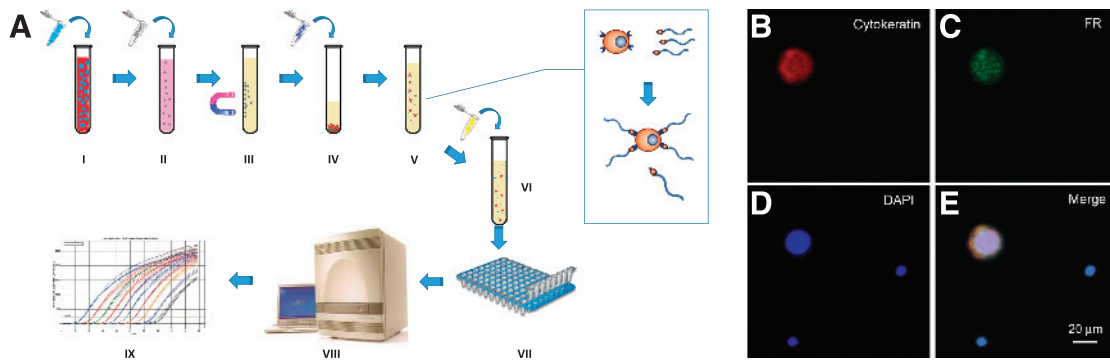 A
I
II
III
IV
V
VI
VII
VIII
IX
B
Cytokeratin
C
FR
D
DAPI
E
Merge
20 μm